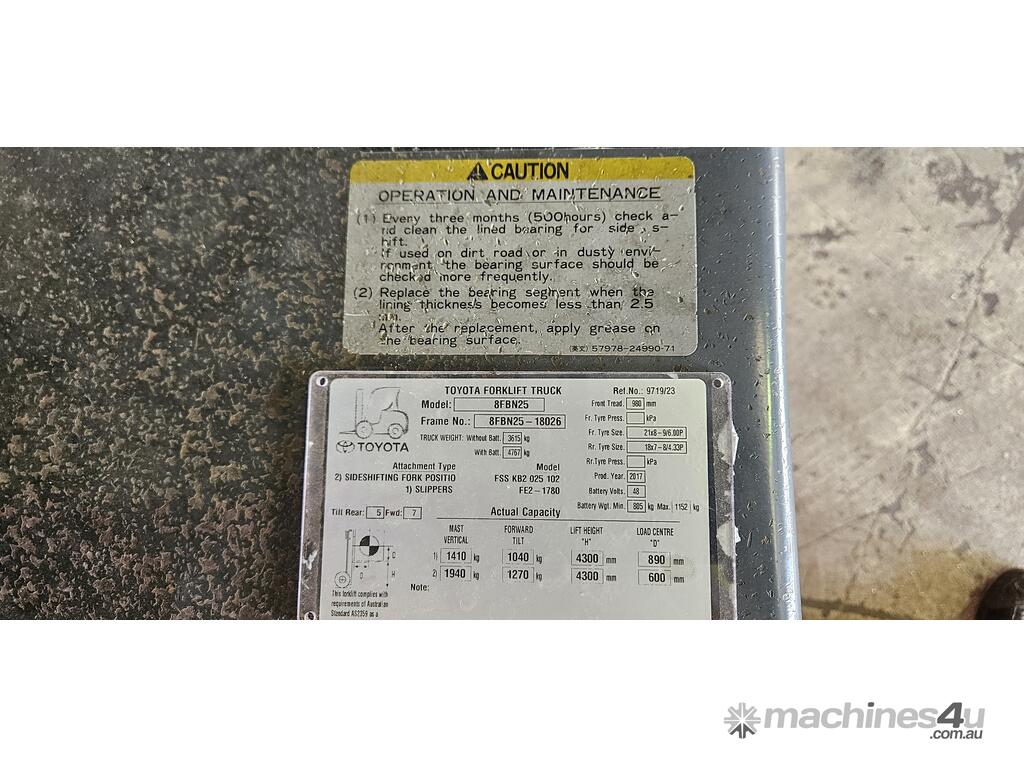 CAUTION
OPERATION AND MAINTENANCE
(1) Every three months (500hours) check a-
nd clean the lined bearing for side s-
hift.
If used on dirt road or in dusty envi-
ronment the bearing surface should be
checked more frequently.
(2) Replace the bearing segment when the
lining thickness becomes less than 2.5
mm.
After the replacement, apply grease on
the bearing surface.
(英文) 57978-24990-71
TOYOTA FORKLIFT TRUCK Ref.No.: 9719/23
Model: 8FBN25 Front Tread. 980 mm
Frame No.: 8FBN25-18026 Fr. Tyre Press. kPa
TRUCK WEIGHT: Without Batt. 3615 kg Fr. Tyre Size. 21x8-9/6.00P
TOYOTA With Batt. 4767 kg Rr. Tyre Size. 18x7-8/4.33P
Rr.Tyre Press. kPa
Attachment Type Model Prod. Year. 2017
2) SIDESHIFTING FORK POSITIO FSS KB2 025 102
1) SLIPPERS FE2-1780 Battery Volts. 48
Battery Wgt. Min. 805 kg Max. 1152 kg
Tilt Rear: 5 Fwd: 7 Actual Capacity
MAST VERTICAL FORWARD TILT LIFT HEIGHT "H" LOAD CENTRE "D"
1) 1410 kg 1040 kg 4300 mm 890 mm
2) 1940 kg 1270 kg 4300 mm 600 mm
Note:
D
H
This forklift complies with
requirements of Australian
Standard AS2359 as a
machines4u
.com.au